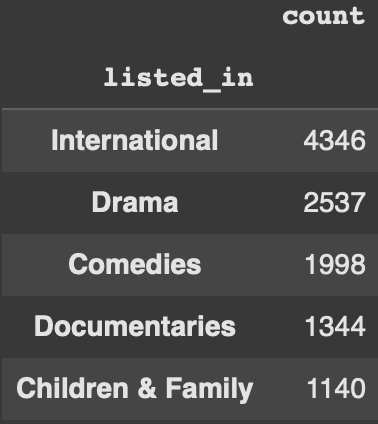 count
listed_in
International 4346
Drama 2537
Comedies 1998
Documentaries 1344
Children & Family 1140